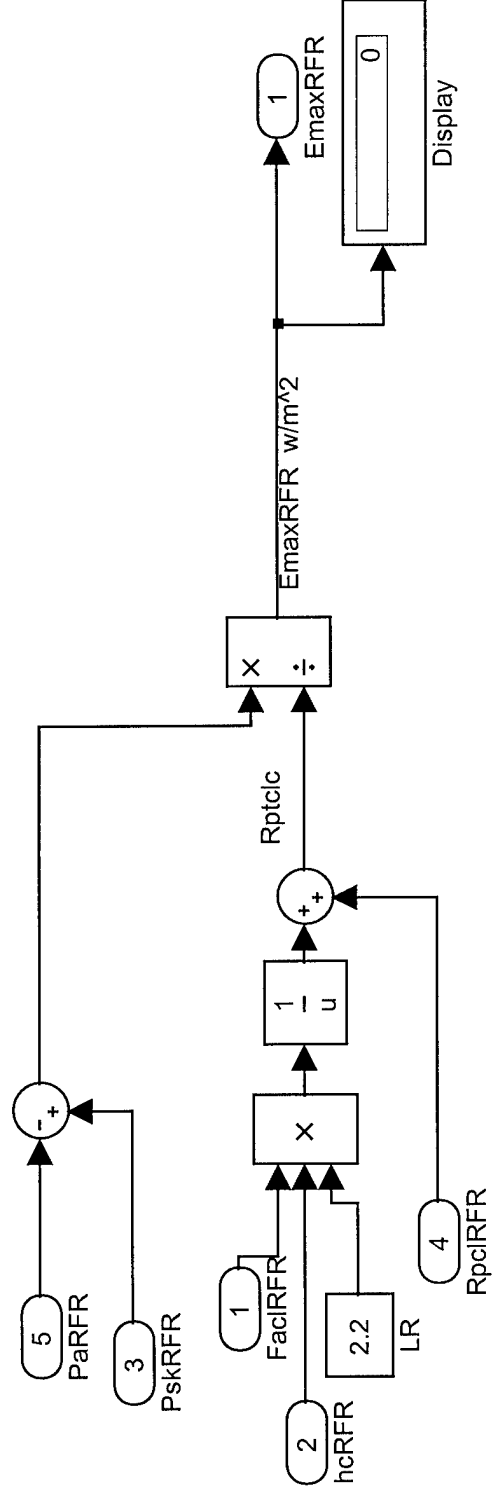 5
PaRFR
3
PskRFR
-
+
1
FaclRFR
2
hcRFR
2.2
LR
×
1
u
+
+
4
RpclRFR
Rptclc
×
÷
EmaxRFR w/m^2
1
EmaxRFR
0
Display